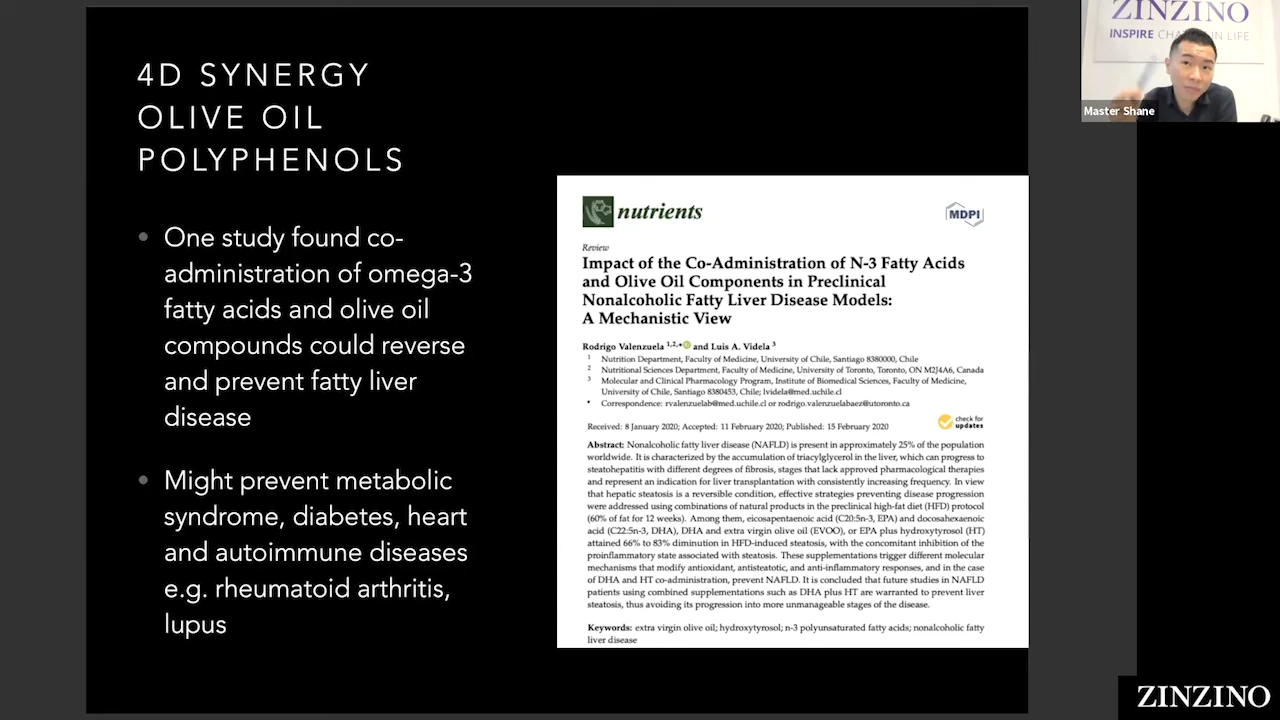 4D SYNERGY
OLIVE OIL
POLYPHENOLS
• One study found co-
administration of omega-3
fatty acids and olive oil
compounds could reverse
and prevent fatty liver
disease
• Might prevent metabolic
syndrome, diabetes, heart
and autoimmune diseases
e.g. rheumatoid arthritis,
lupus
nutrients
MDPI
Review
Impact of the Co-Administration of N-3 Fatty Acids
and Olive Oil Components in Preclinical
Nonalcoholic Fatty Liver Disease Models:
A Mechanistic View
Rodrigo Valenzuela 1,2,* and Luis A. Videla 3
1 Nutrition Department, Faculty of Medicine, University of Chile, Santiago 8380000, Chile
2 Nutritional Sciences Department, Faculty of Medicine, University of Toronto, Toronto, ON M2J4A6, Canada
3 Molecular and Clinical Pharmacology Program, Institute of Biomedical Sciences, Faculty of Medicine,
University of Chile, Santiago 8380453, Chile; lvidela@med.uchile.cl
* Correspondence: rvalenzuelab@med.uchile.cl or rodrigo.valenzuelabaez@utoronto.ca
check for
updates
Received: 8 January 2020; Accepted: 11 February 2020; Published: 15 February 2020
Abstract: Nonalcoholic fatty liver disease (NAFLD) is present in approximately 25% of the population
worldwide. It is characterized by the accumulation of triacylglycerol in the liver, which can progress to
steatohepatitis with different degrees of fibrosis, stages that lack approved pharmacological therapies
and represent an indication for liver transplantation with consistently increasing frequency. In view
that hepatic steatosis is a reversible condition, effective strategies preventing disease progression
were addressed using combinations of natural products in the preclinical high-fat diet (HFD) protocol
(60% of fat for 12 weeks). Among them, eicosapentaenoic acid (C20:5n-3, EPA) and docosahexaenoic
acid (C22:5n-3, DHA), DHA and extra virgin olive oil (EVOO), or EPA plus hydroxytyrosol (HT)
attained 66% to 83% diminution in HFD-induced steatosis, with the concomitant inhibition of the
proinflammatory state associated with steatosis. These supplementations trigger different molecular
mechanisms that modify antioxidant, antisteatotic, and anti-inflammatory responses, and in the case
of DHA and HT co-administration, prevent NAFLD. It is concluded that future studies in NAFLD
patients using combined supplementations such as DHA plus HT are warranted to prevent liver
steatosis, thus avoiding its progression into more unmanageable stages of the disease.
Keywords: extra virgin olive oil; hydroxytyrosol; n-3 polyunsaturated fatty acids; nonalcoholic fatty
liver disease
ZINZINO
INSPIRE IN LIFE
Master Shane
ZINZINO